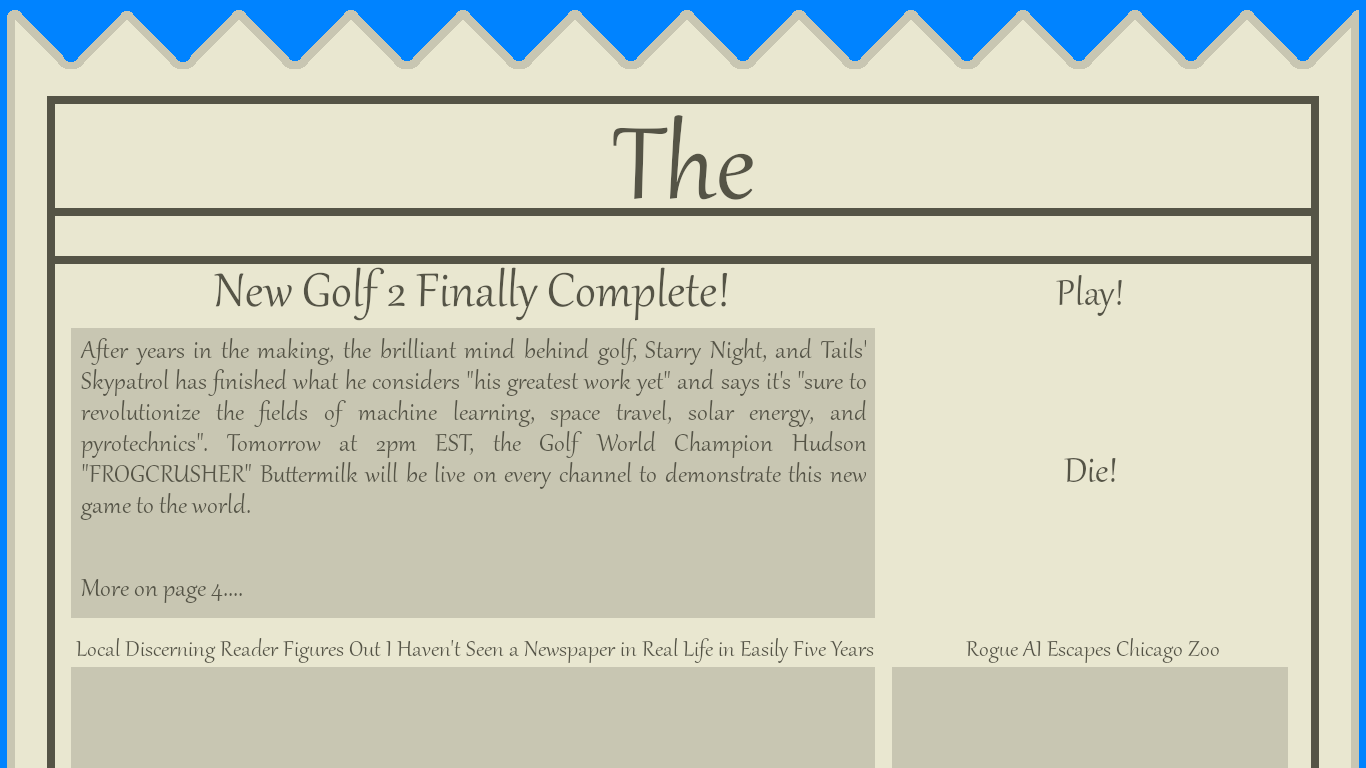 The
New Golf 2 Finally Complete!
After years in the making, the brilliant mind behind golf, Starry Night, and Tails'
Skypatrol has finished what he considers "his greatest work yet" and says it's "sure to
revolutionize the fields of machine learning, space travel, solar energy, and
pyrotechnics". Tomorrow at 2pm EST, the Golf World Champion Hudson
"FROGCRUSHER" Buttermilk will be live on every channel to demonstrate this new
game to the world.
More on page 4....
Play!
Die!
Local Discerning Reader Figures Out I Haven't Seen a Newspaper in Real Life in Easily Five Years
Rogue AI Escapes Chicago Zoo